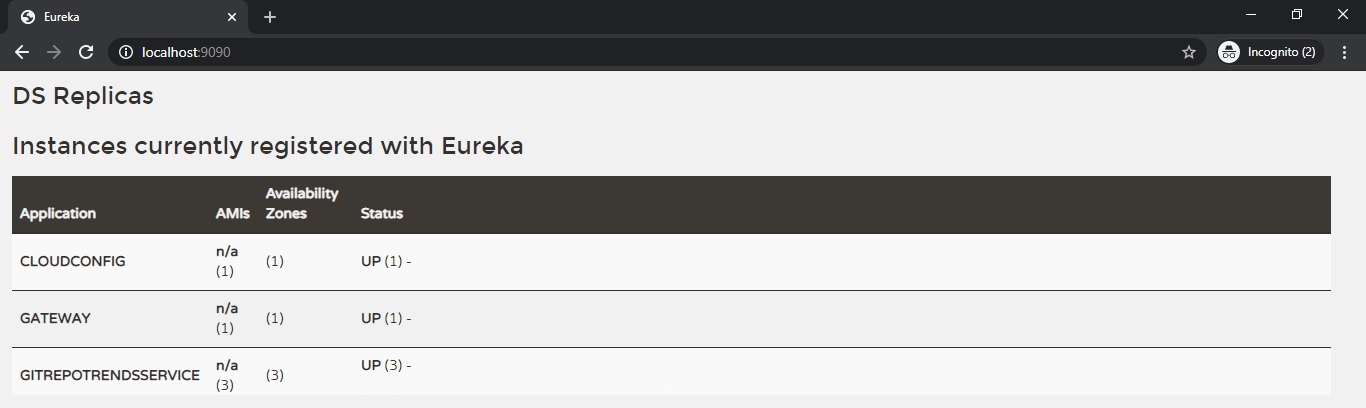 Eureka
localhost:9090
Incognito (2)
DS Replicas
Instances currently registered with Eureka
Application AMIs Availability Zones Status
CLOUDCONFIG n/a (1) (1) UP (1) -
GATEWAY n/a (1) (1) UP (1) -
GITREPOTRENDSSERVICE n/a (3) (3) UP (3) -